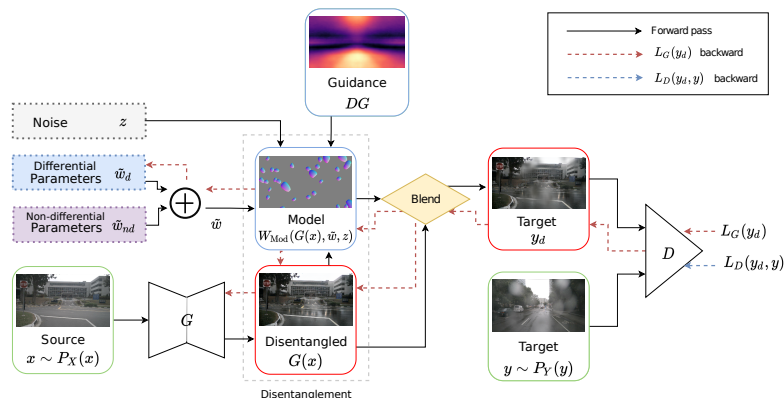 Forward pass
L_G(y_d) backward
L_D(y_d, y) backward
Guidance
DG
Noise z
Differential
Parameters w̃_d
Non-differential
Parameters w̃_nd
w̃
Model
W_Mod(G(x), w̃, z)
Blend
Target
y_d
D
L_G(y_d)
L_D(y_d, y)
Source
x ∼ P_X(x)
G
Disentangled
G(x)
Target
y ∼ P_Y(y)
Disentanglement